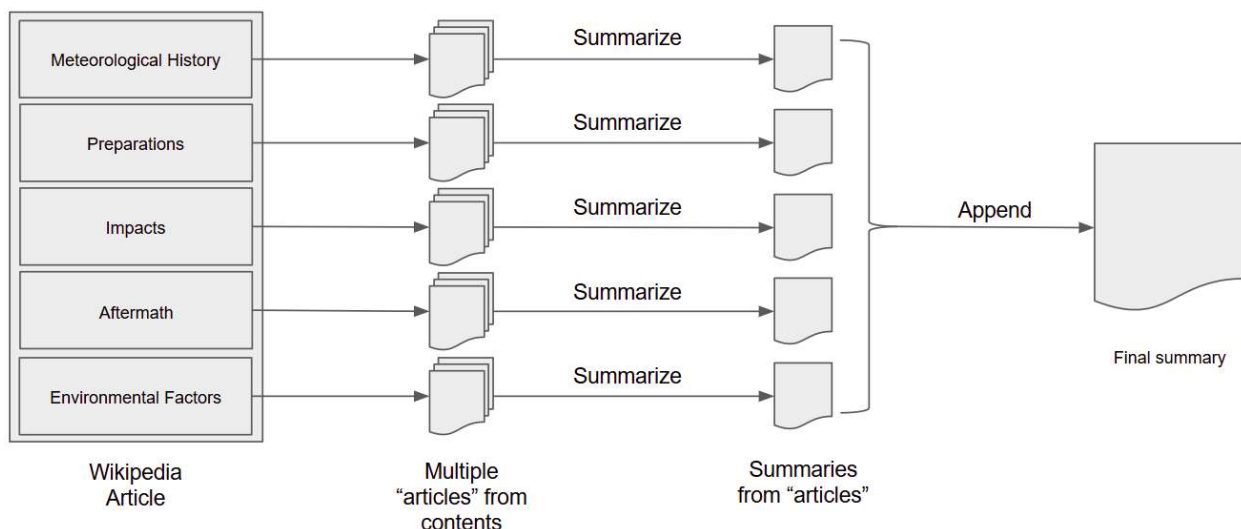 Meteorological History
Summarize
Preparations
Summarize
Impacts
Summarize
Append
Aftermath
Summarize
Final summary
Environmental Factors
Summarize
Wikipedia
Article
Multiple
“articles” from
contents
Summaries
from “articles”